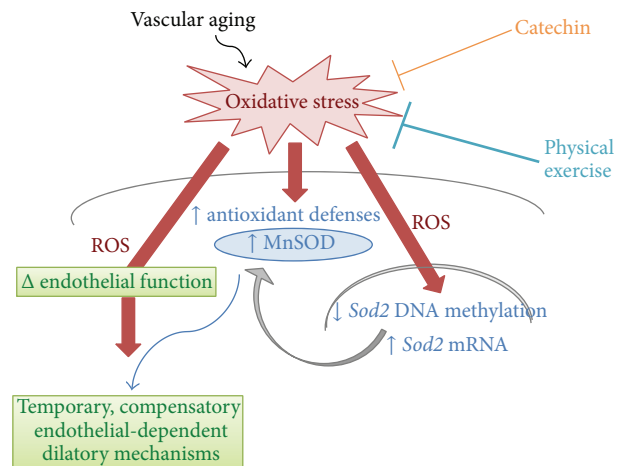 Vascular aging
Catechin
Oxidative stress
Physical
exercise
↑ antioxidant defenses
ROS
ROS
↑ MnSOD
Δ endothelial function
↓ Sod2 DNA methylation
↑ Sod2 mRNA
Temporary, compensatory
endothelial-dependent
dilatory mechanisms